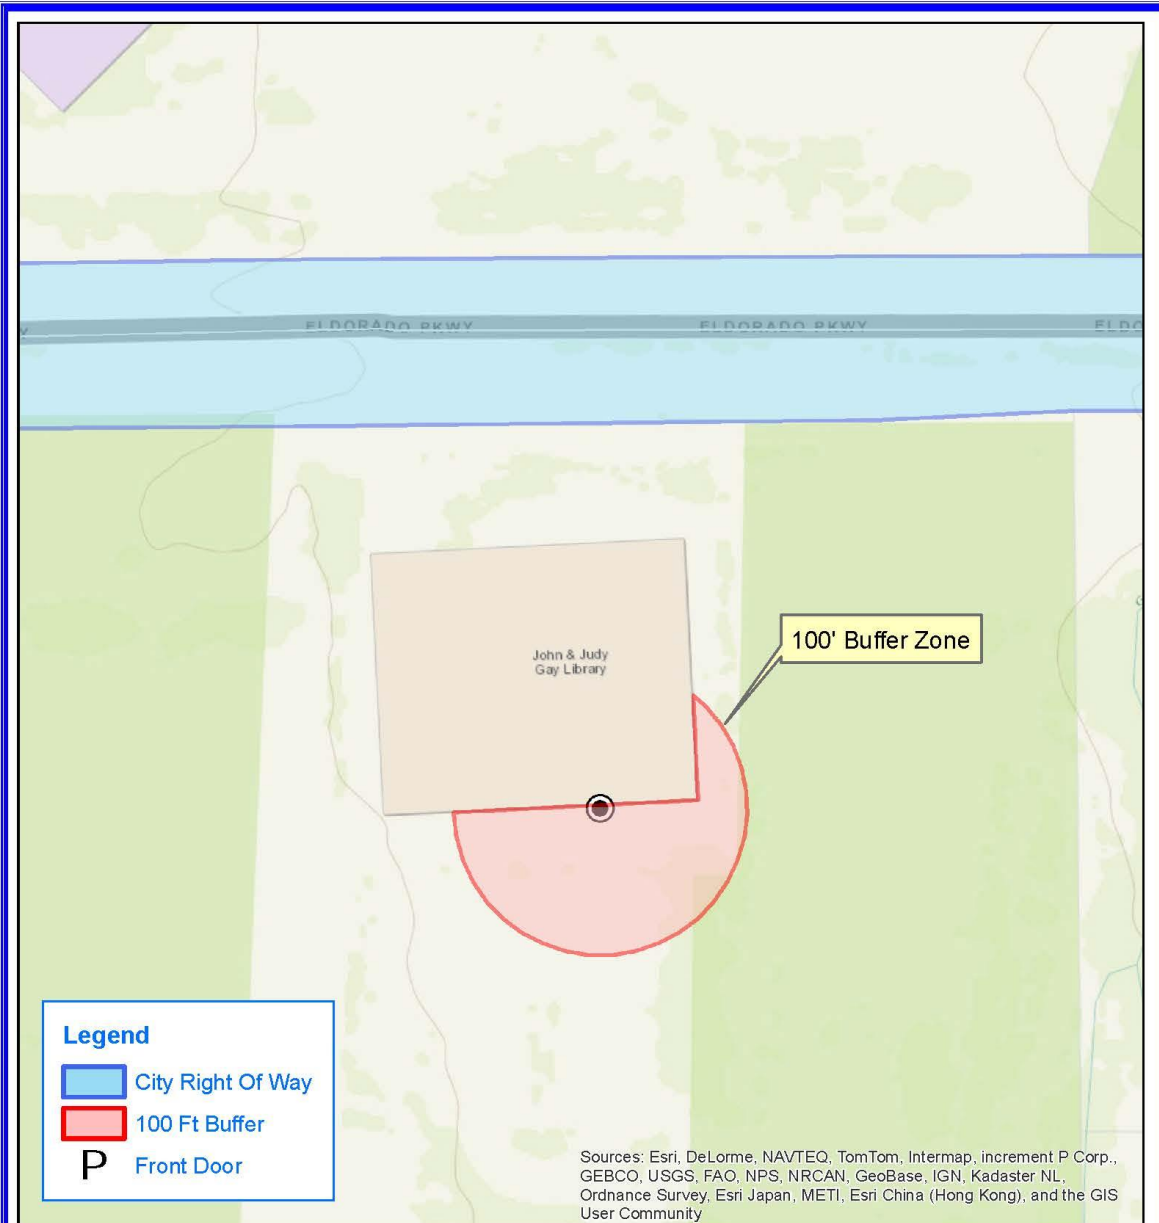 ELDORADO PKWY
ELDORADO PKWY
ELDO
John & Judy
Gay Library
100' Buffer Zone
Legend
City Right Of Way
100 Ft Buffer
P Front Door
Sources: Esri, DeLorme, NAVTEQ, TomTom, Intermap, increment P Corp.,
GEBCO, USGS, FAO, NPS, NRCAN, GeoBase, IGN, Kadaster NL,
Ordnance Survey, Esri Japan, METI, Esri China (Hong Kong), and the GIS
User Community